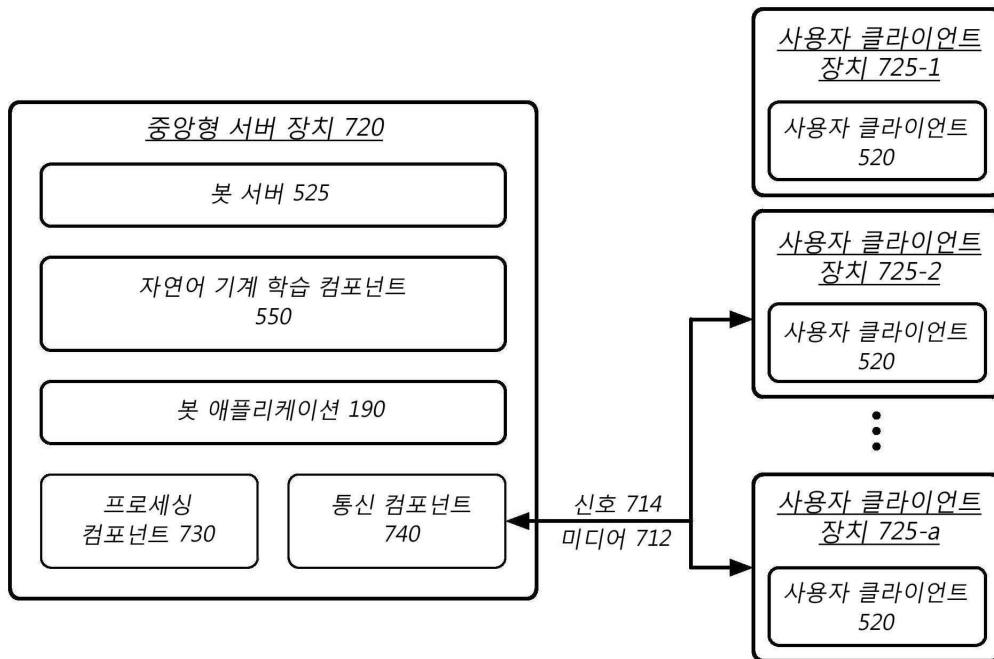 중앙형 서버 장치 720
봇 서버 525
자연어 기계 학습 컴포넌트
550
봇 애플리케이션 190
프로세싱
컴포넌트 730
통신 컴포넌트
740
신호 714
미디어 712
사용자 클라이언트
장치 725-1
사용자 클라이언트
520
사용자 클라이언트
장치 725-2
사용자 클라이언트
520
사용자 클라이언트
장치 725-a
사용자 클라이언트
520